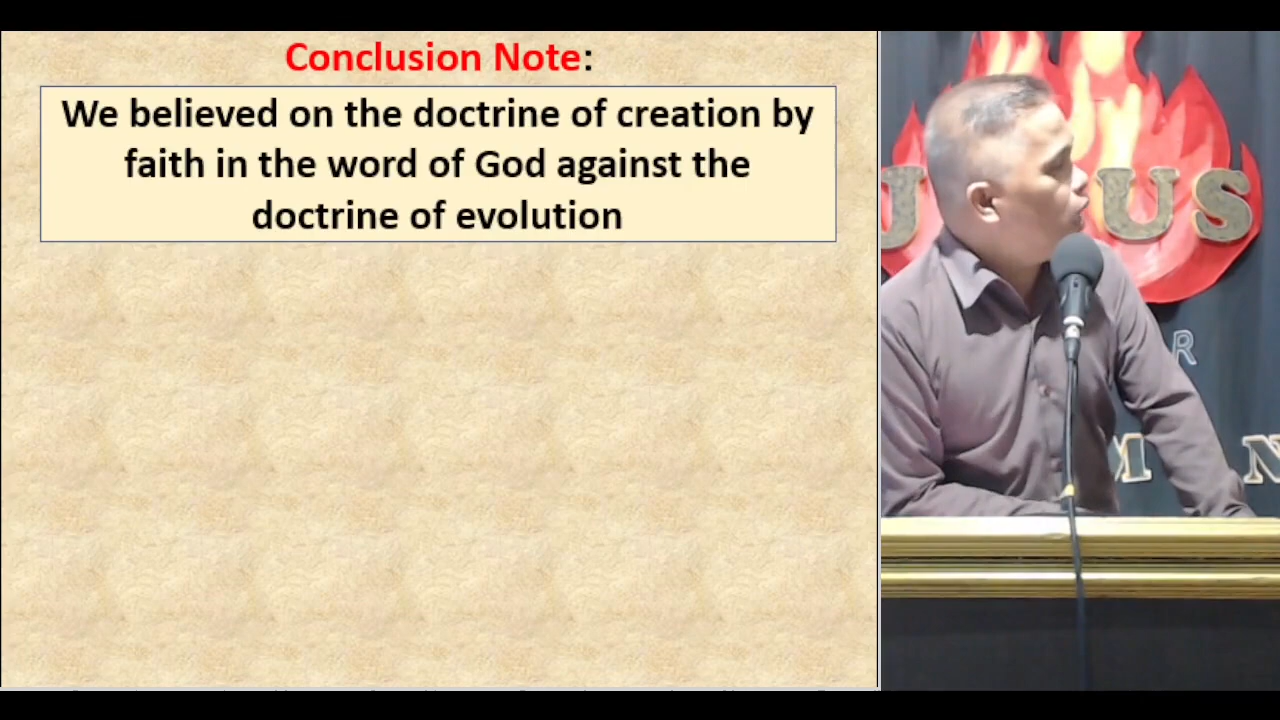 Conclusion Note:
We believed on the doctrine of creation by
faith in the word of God against the
doctrine of evolution
J US
R
M N